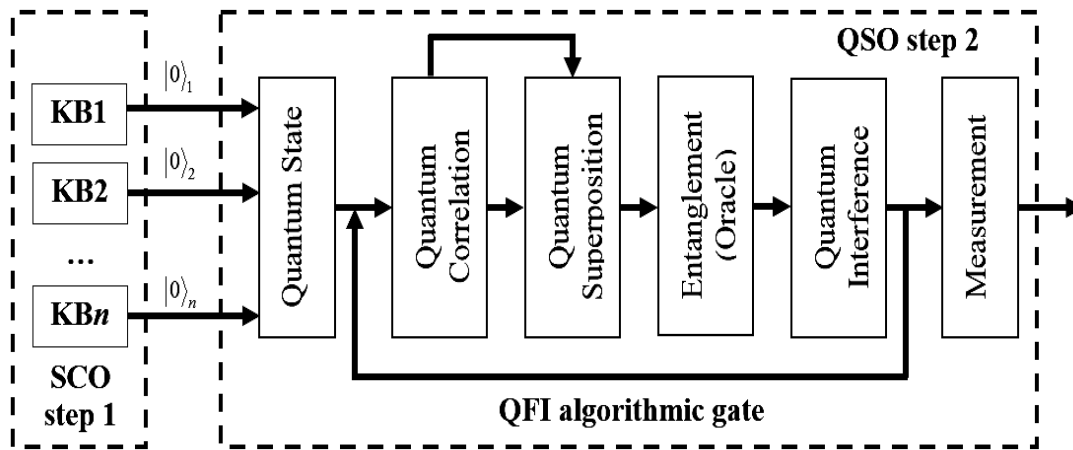 QSO step 2
KB1
|0⟩₁
KB2
|0⟩₂
...
KBn
|0⟩ₙ
SCO
step 1
Quantum State
Quantum
Correlation
Quantum
Superposition
Entanglement
(Oracle)
Quantum
Interference
Measurement
QFI algorithmic gate